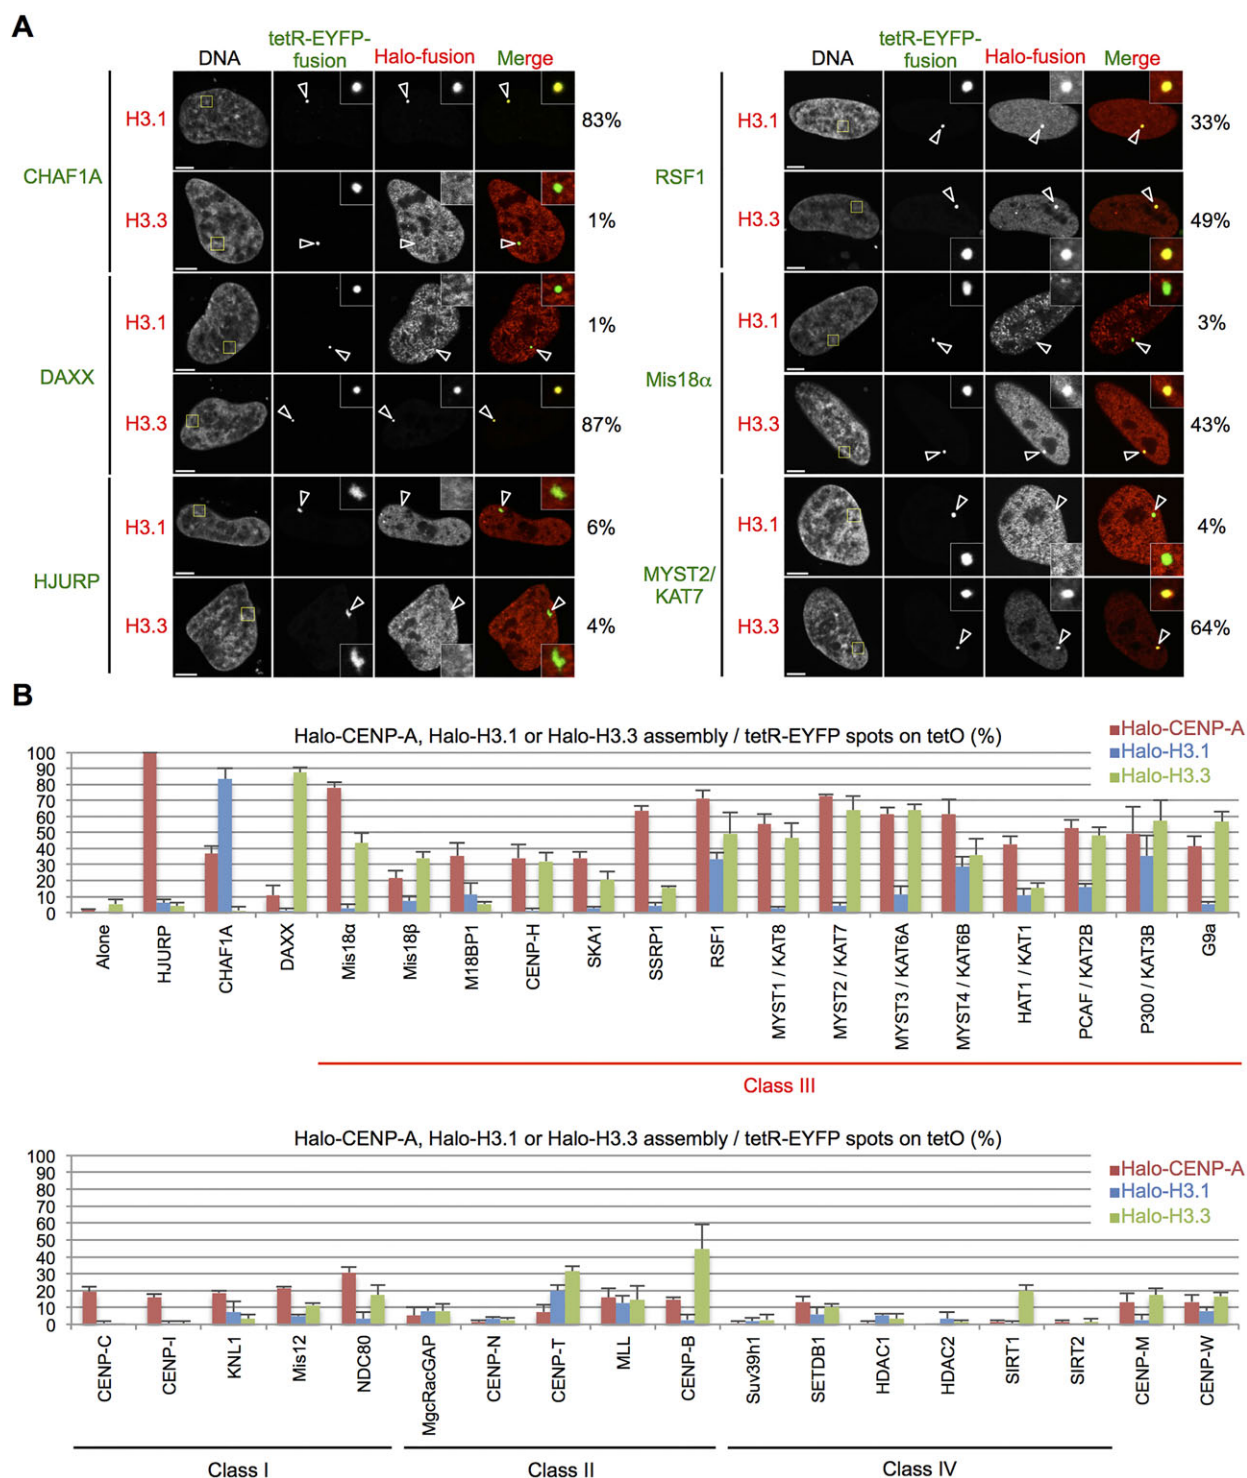 A
DNA
tetR-EYFP-
fusion
Halo-fusion
Merge
CHAF1A
H3.1
83%
H3.3
1%
DAXX
H3.1
1%
H3.3
87%
HJURP
H3.1
6%
H3.3
4%
DNA
tetR-EYFP-
fusion
Halo-fusion
Merge
RSF1
H3.1
33%
H3.3
49%
Mis18α
H3.1
3%
H3.3
43%
MYST2/
KAT7
H3.1
4%
H3.3
64%
B
Halo-CENP-A, Halo-H3.1 or Halo-H3.3 assembly / tetR-EYFP spots on tetO (%)
Halo-CENP-A
Halo-H3.1
Halo-H3.3
100
90
80
70
60
50
40
30
20
10
0
Alone
HJURP
CHAF1A
DAXX
Mis18α
Mis18β
M18BP1
CENP-H
SKA1
SSRP1
RSF1
MYST1 / KAT8
MYST2 / KAT7
MYST3 / KAT6A
MYST4 / KAT6B
HAT1 / KAT1
PCAF / KAT2B
P300 / KAT3B
G9a
Class III
Halo-CENP-A, Halo-H3.1 or Halo-H3.3 assembly / tetR-EYFP spots on tetO (%)
Halo-CENP-A
Halo-H3.1
Halo-H3.3
100
90
80
70
60
50
40
30
20
10
0
CENP-C
CENP-I
KNL1
Mis12
NDC80
MgcRacGAP
CENP-N
CENP-T
MLL
CENP-B
Suv39h1
SETDB1
HDAC1
HDAC2
SIRT1
SIRT2
CENP-M
CENP-W
Class I
Class II
Class IV